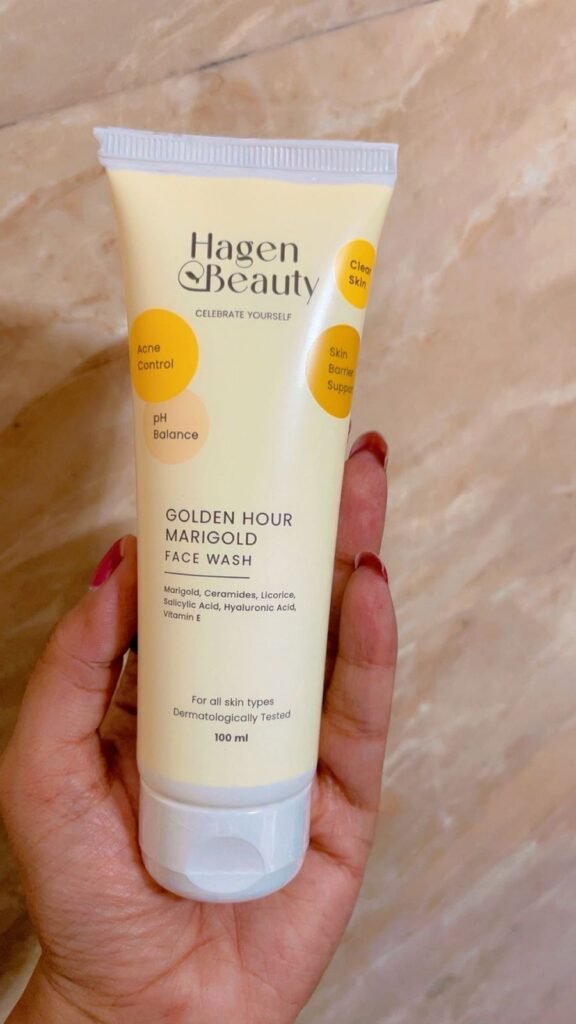 Hagen
Beauty
CELEBRATE YOURSELF
Clear
Skin
Acne
Control
Skin
Barrier
Support
pH
Balance
GOLDEN HOUR
MARIGOLD
FACE WASH
Marigold, Ceramides, Licorice,
Salicylic Acid, Hyaluronic Acid,
Vitamin E
For all skin types
Dermatologically Tested
100 ml